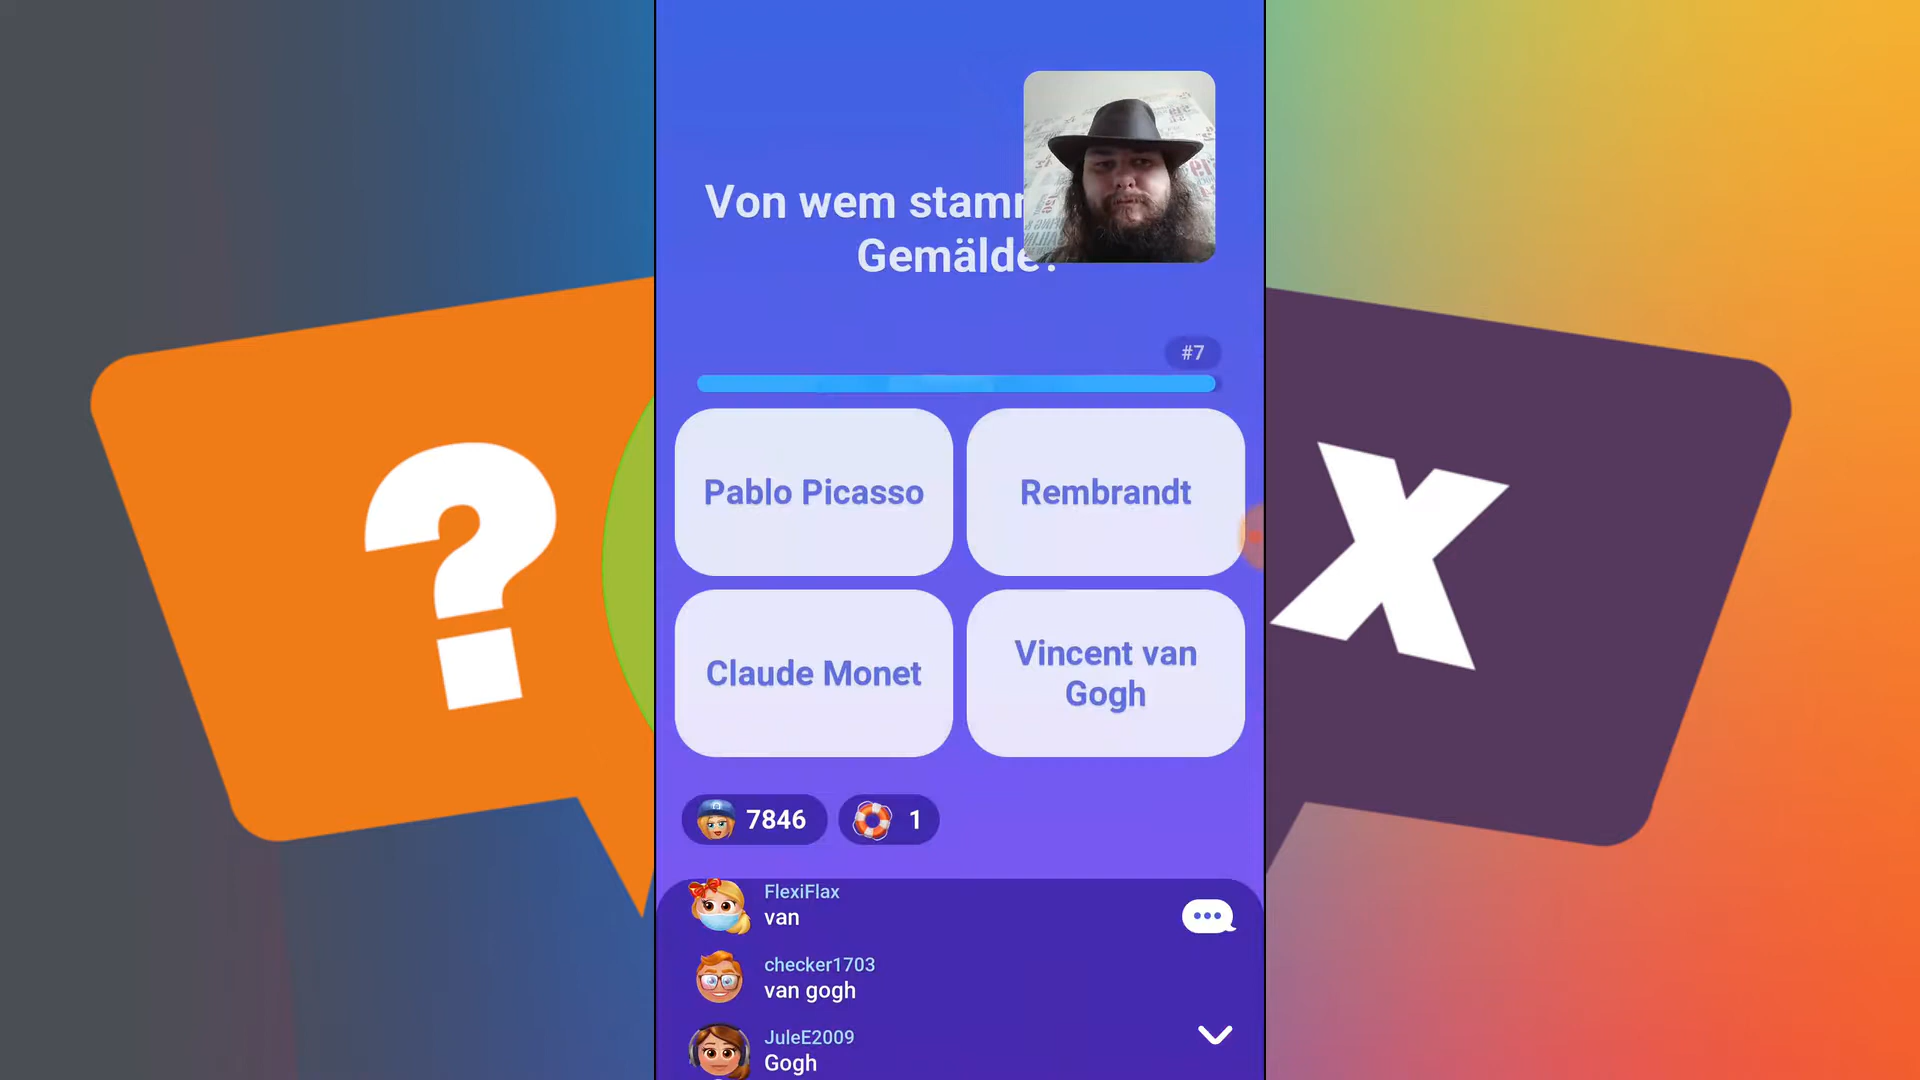 Von wem
Gemälde?
#7
Pablo Picasso
Rembrandt
Claude Monet
Vincent van
Gogh
7846
1
FlexiFlax
van
checker1703
van gogh
JuleE2009
Gogh
?
X